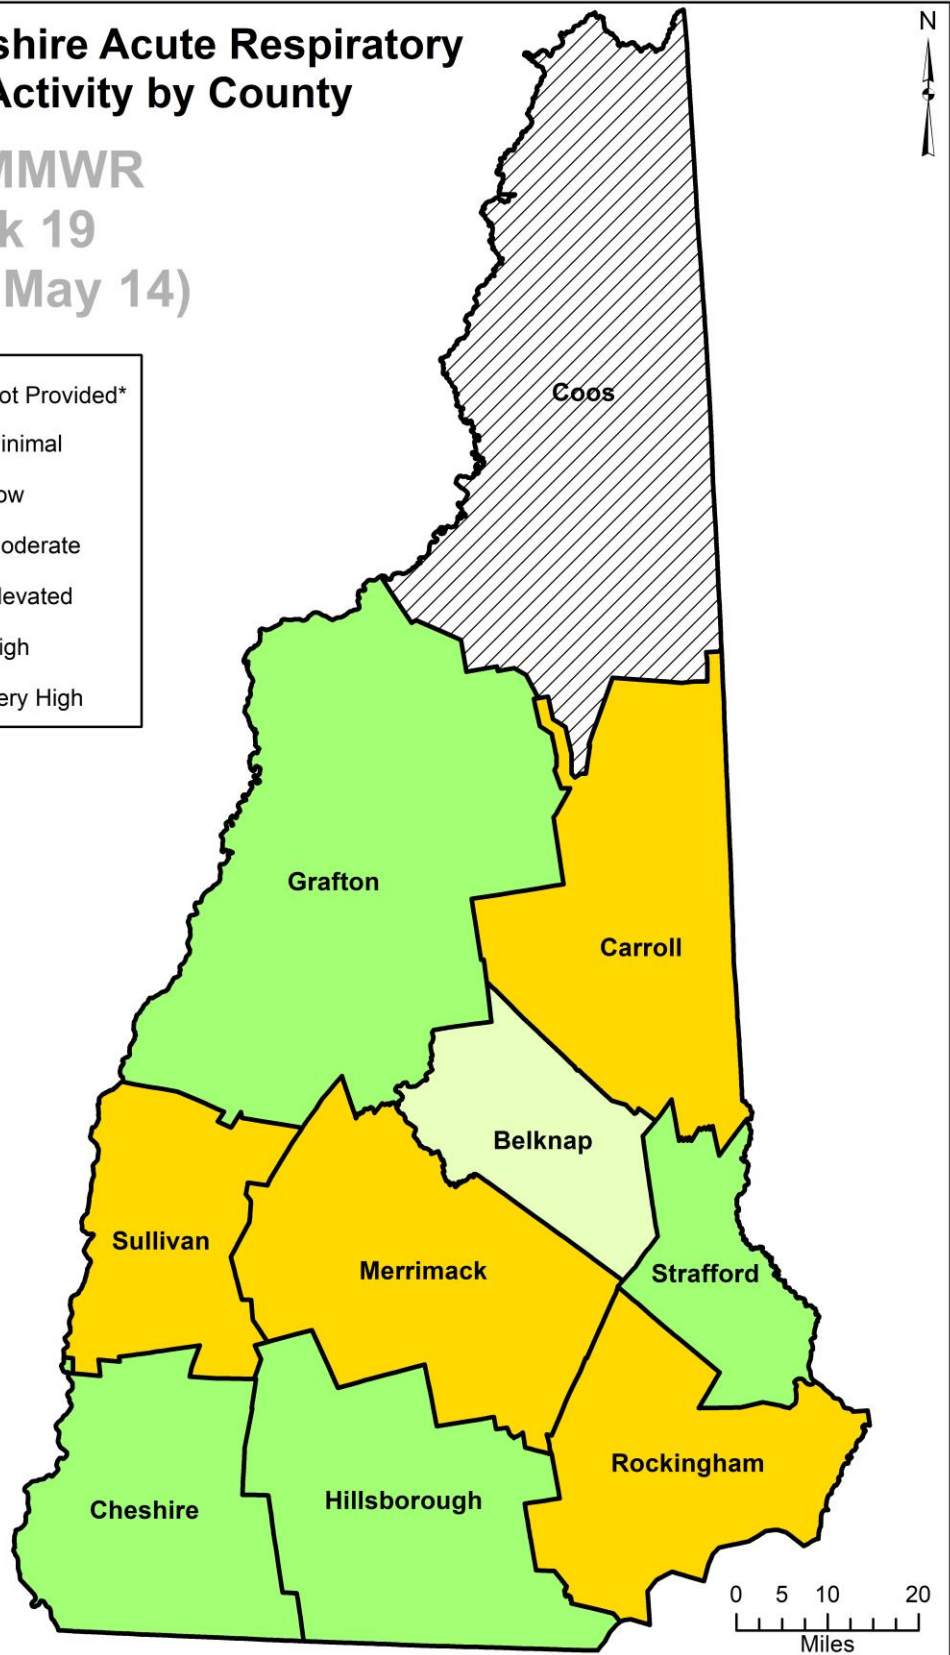 shire Acute Respiratory
Activity by County
MMWR
k 19
May 14)
ot Provided*
inimal
ow
oderate
levated
igh
ery High
N
Coos
Grafton
Carroll
Belknap
Sullivan
Merrimack
Strafford
Rockingham
Cheshire
Hillsborough
0 5 10 20
Miles